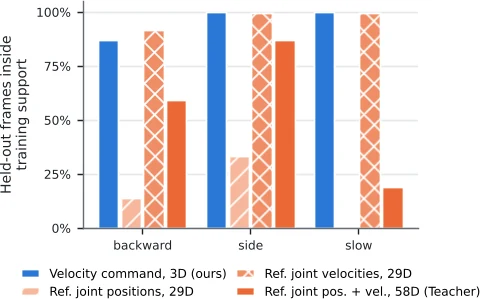 Held-out frames inside
training support
100%
75%
50%
25%
0%
backward
side
slow
Velocity command, 3D (ours)
Ref. joint positions, 29D
Ref. joint velocities, 29D
Ref. joint pos. + vel., 58D (Teacher)